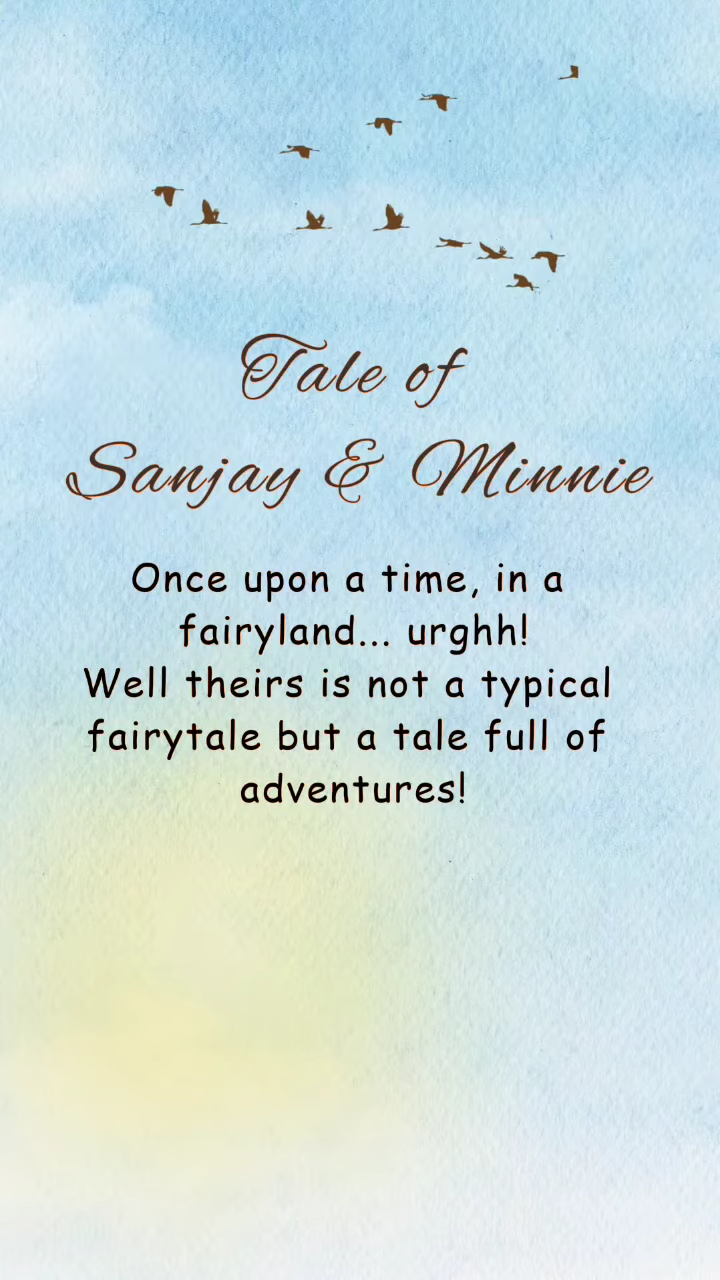 Tale of
Sanjay & Minnie
Once upon a time, in a
fairyland... urghh!
Well theirs is not a typical
fairytale but a tale full of
adventures!